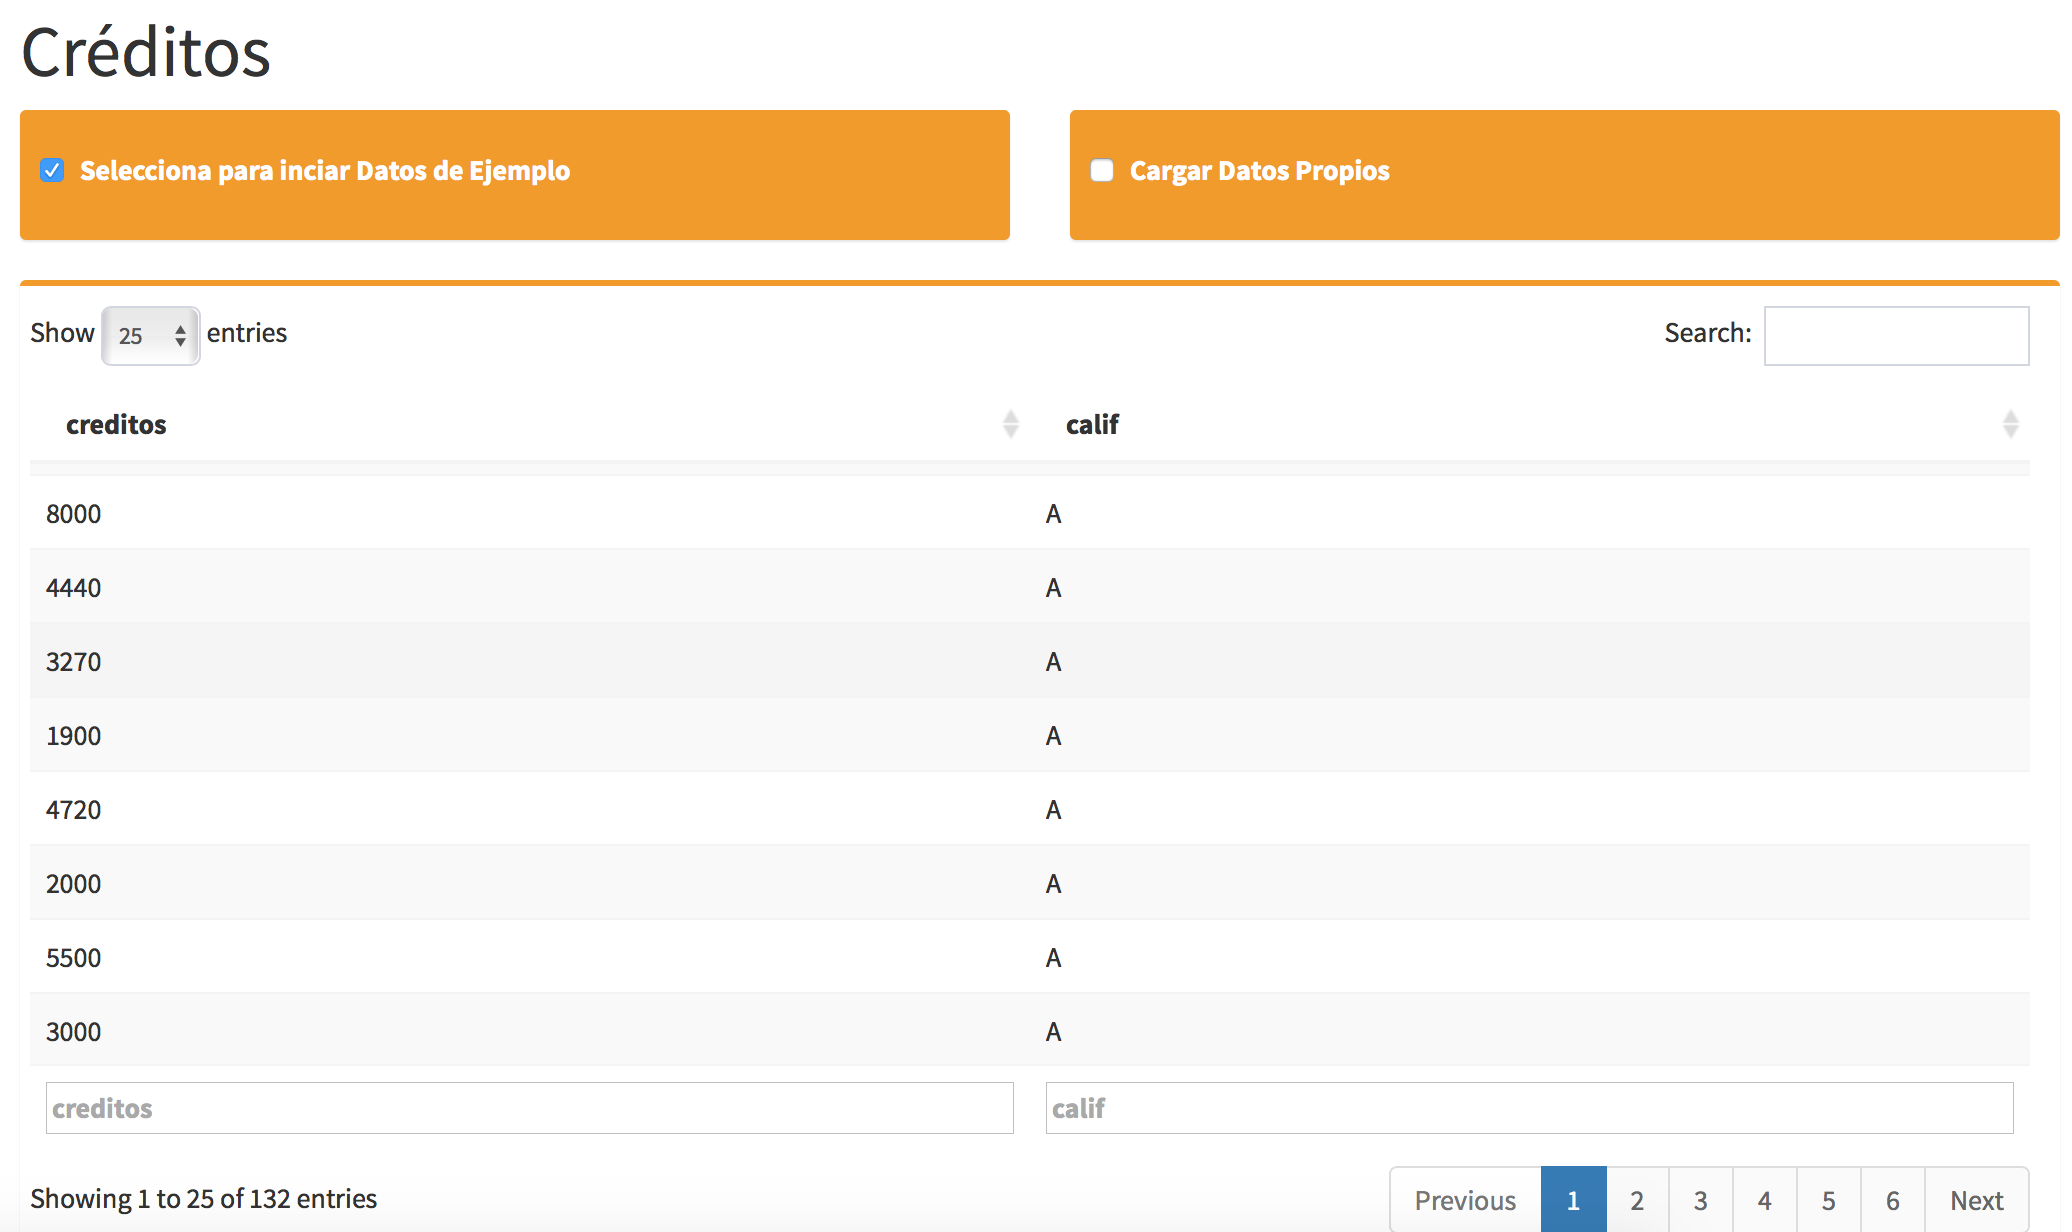 Créditos
Selecciona para inciar Datos de Ejemplo
Cargar Datos Propios
Show 25 entries
Search:
creditos calif
8000 A
4440 A
3270 A
1900 A
4720 A
2000 A
5500 A
3000 A
creditos calif
Showing 1 to 25 of 132 entries
Previous 1 2 3 4 5 6 Next